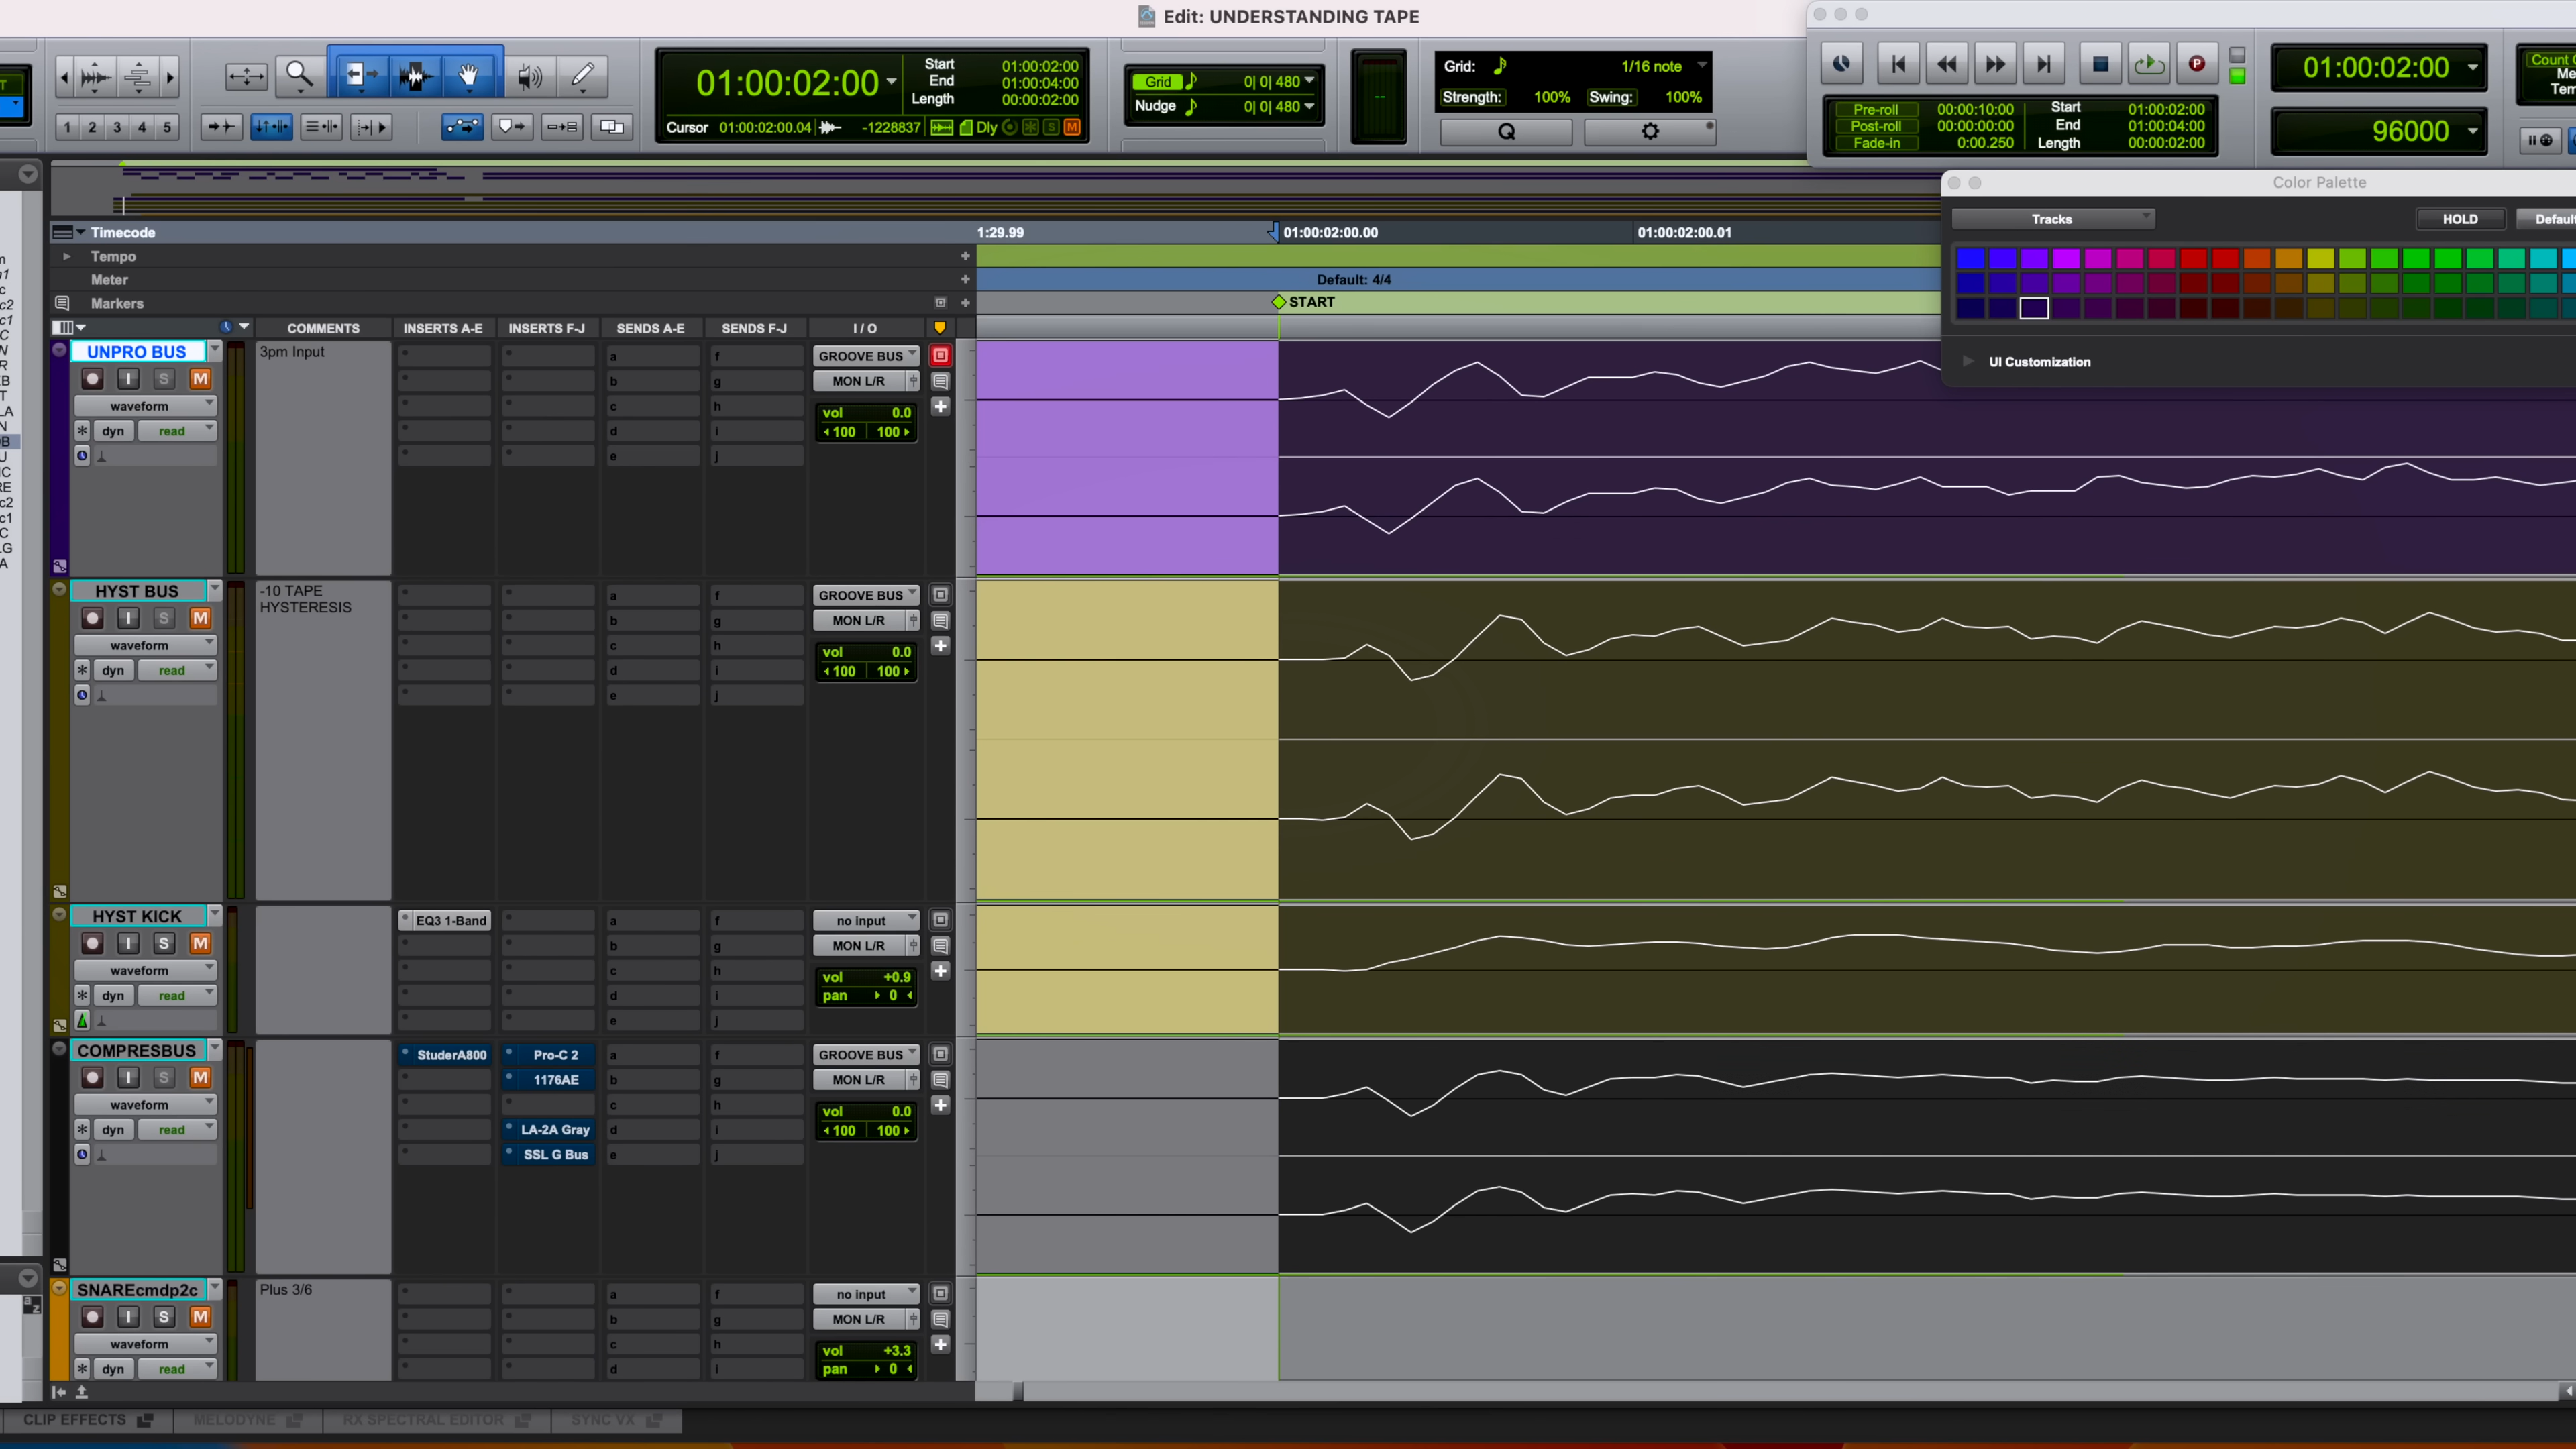 Edit: UNDERSTANDING TAPE
1 2 3 4 5
01:00:02:00
Start 01:00:02:00
End 01:00:04:00
Length 00:00:02:00
Cursor 01:00:02:00.04 -1228837 Dly S M
Grid 0| 0| 480
Nudge 0| 0| 480
Grid: 1/16 note
Strength: 100% Swing: 100%
Q
01:00:02:00
Pre-roll 00:00:10:00 Start 01:00:02:00
Post-roll 00:00:00:00 End 01:00:04:00
Fade-in 0:00.250 Length 00:00:02:00
96000
Count
Color Palette
Tracks HOLD Default
UI Customization
Timecode 1:29.99 01:00:02:00.00 01:00:02:00.01
Tempo
Meter Default: 4/4
Markers START
COMMENTS INSERTS A-E INSERTS F-J SENDS A-E SENDS F-J I / O
UNPRO BUS 3pm Input a f GROOVE BUS
I S M b g MON L/R
waveform c h vol 0.0
dyn read d i 100 100
e j
HYST BUS -10 TAPE a f GROOVE BUS
HYSTERESIS
I S M b g MON L/R
waveform c h vol 0.0
dyn read d i 100 100
e j
HYST KICK EQ3 1-Band a f no input
I S M b g MON L/R
waveform c h vol +0.9
dyn read d i pan 0
e j
COMPRESBUS StuderA800 Pro-C 2 a f GROOVE BUS
I S M 1176AE b g MON L/R
waveform c h vol 0.0
dyn read LA-2A Gray d i 100 100
SSL G Bus e j
SNAREcmdp2c Plus 3/6 a f no input
I S M b g MON L/R
waveform c h vol +3.3
dyn read d i pan 0
CLIP EFFECTS MELODYNE RX SPECTRAL EDITOR SYNC VX